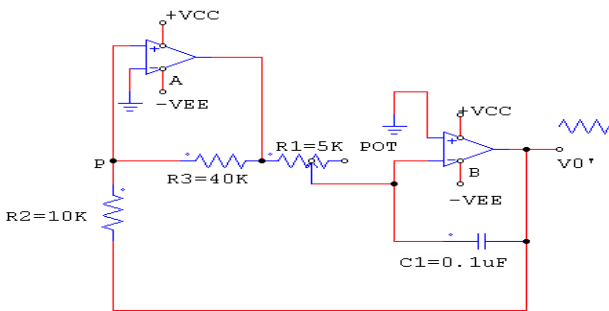 +VCC
+
-
A
-VEE
R1=5K
POT
+VCC
+
-
B
-VEE
V0'
P
R3=40K
R2=10K
C1=0.1uF